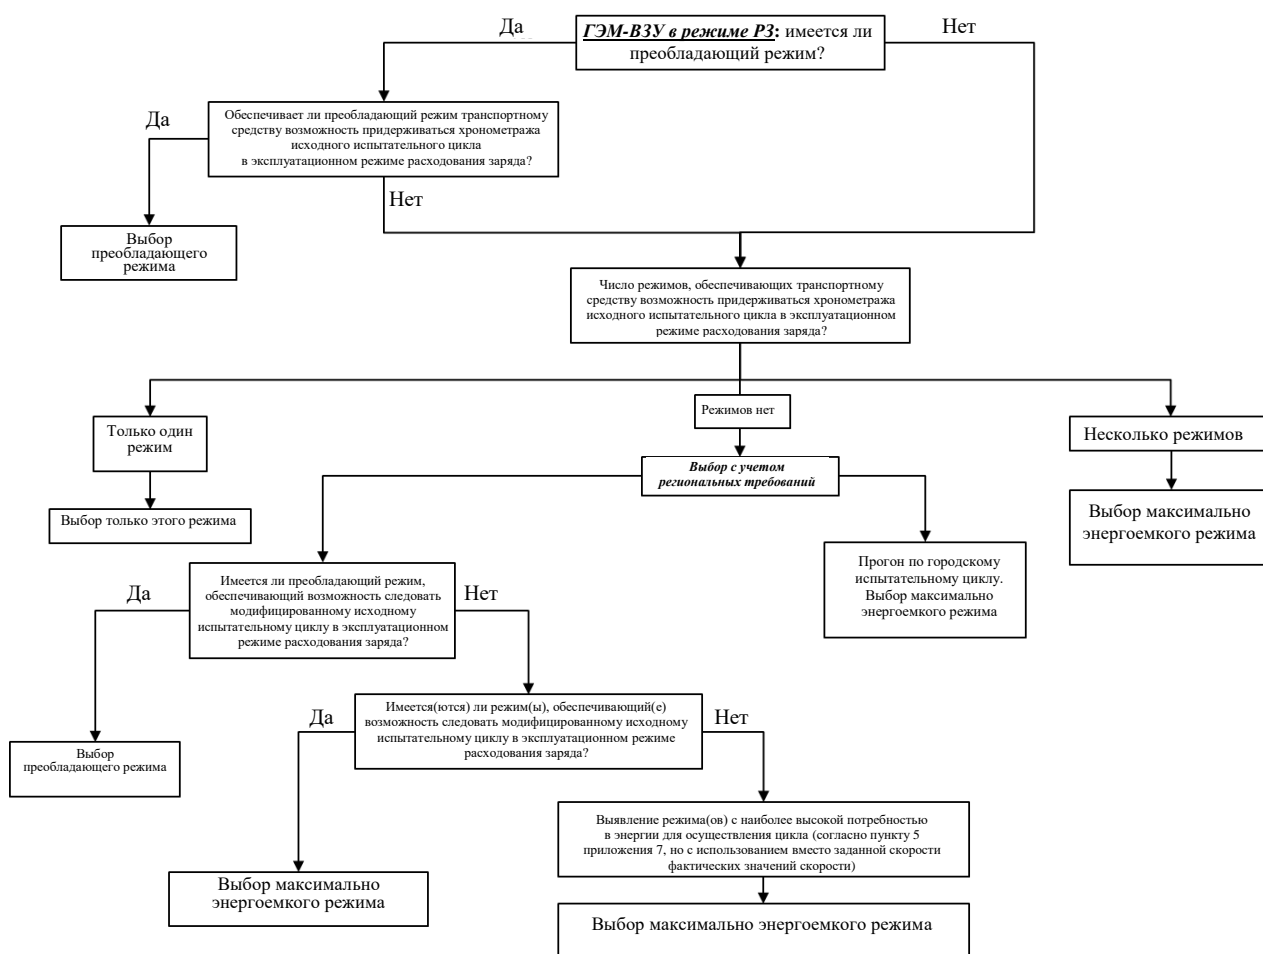 Да
ГЭМ-ВЗУ в режиме РЗ: имеется ли
преобладающий режим?
Нет
Обеспечивает ли преобладающий режим транспортному
средству возможность придерживаться хронометража
исходного испытательного цикла
в эксплуатационном режиме расходования заряда?
Да
Нет
Выбор
преобладающего
режима
Число режимов, обеспечивающих транспортному
средству возможность придерживаться хронометража
исходного испытательного цикла в эксплуатационном
режиме расходования заряда?
Только один
режим
Режимов нет
Несколько режимов
Выбор с учетом
региональных требований
Выбор только этого режима
Выбор максимально
энергоемкого режима
Прогон по городскому
испытательному циклу.
Выбор максимально
энергоемкого режима
Имеется ли преобладающий режим,
обеспечивающий возможность следовать
модифицированному исходному
испытательному циклу в эксплуатационном
режиме расходования заряда?
Да
Нет
Имеется(ются) ли режим(ы), обеспечивающий(е)
возможность следовать модифицированному исходному
испытательному циклу в эксплуатационном режиме
расходования заряда?
Да
Нет
Выбор
преобладающего режима
Выявление режима(ов) с наиболее высокой потребностью
в энергии для осуществления цикла (согласно пункту 5
приложения 7, но с использованием вместо заданной скорости
фактических значений скорости)
Выбор максимально
энергоемкого режима
Выбор максимально энергоемкого режима